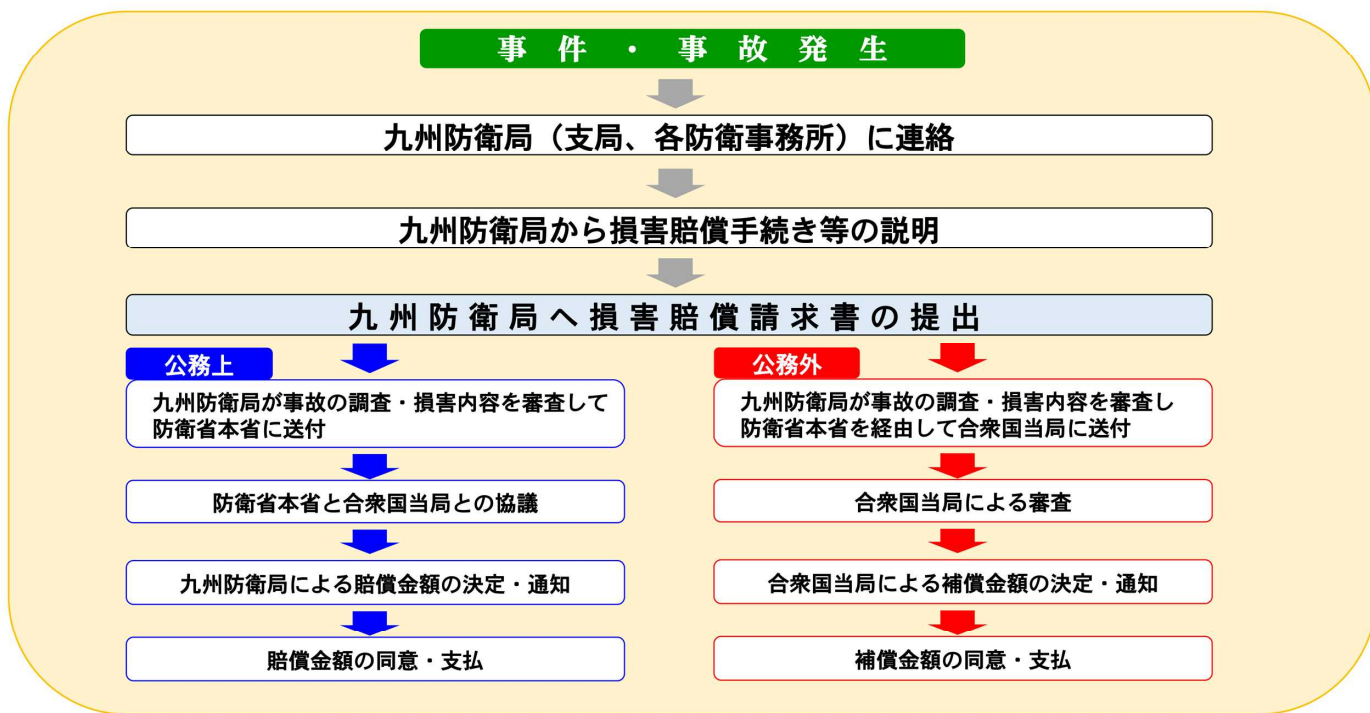 事件・事故発生
九州防衛局（支局、各防衛事務所）に連絡
九州防衛局から損害賠償手続き等の説明
九州防衛局へ損害賠償請求書の提出
公務上
九州防衛局が事故の調査・損害内容を審査して
防衛省本省に送付
防衛省本省と合衆国当局との協議
九州防衛局による賠償金額の決定・通知
賠償金額の同意・支払
公務外
九州防衛局が事故の調査・損害内容を審査し
防衛省本省を経由して合衆国当局に送付
合衆国当局による審査
合衆国当局による補償金額の決定・通知
補償金額の同意・支払